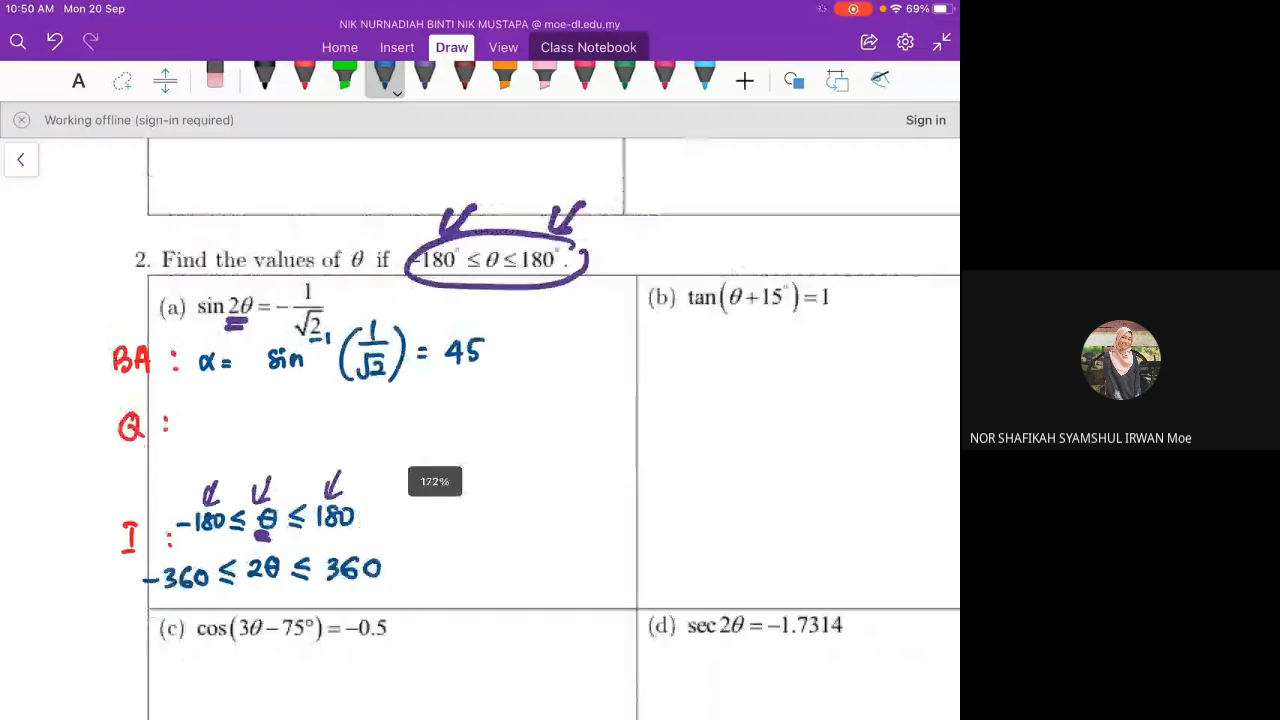 10:50 AM Mon 20 Sep
69%
NIK NURNADIAH BINTI NIK MUSTAPA @ moe-dl.edu.my
Home Insert Draw View Class Notebook
A
Working offline (sign-in required)
Sign in
2. Find the values of θ if -180° ≤ θ ≤ 180°.
(a) sin 2θ = -1/√2
(b) tan(θ+15°) = 1
BA : α = sin⁻¹ (1/√2) = 45
Q :
172%
I : -180 ≤ θ ≤ 180
-360 ≤ 2θ ≤ 360
(c) cos(3θ-75°) = -0.5
(d) sec 2θ = -1.7314
NOR SHAFIKAH SYAMSHUL IRWAN Moe